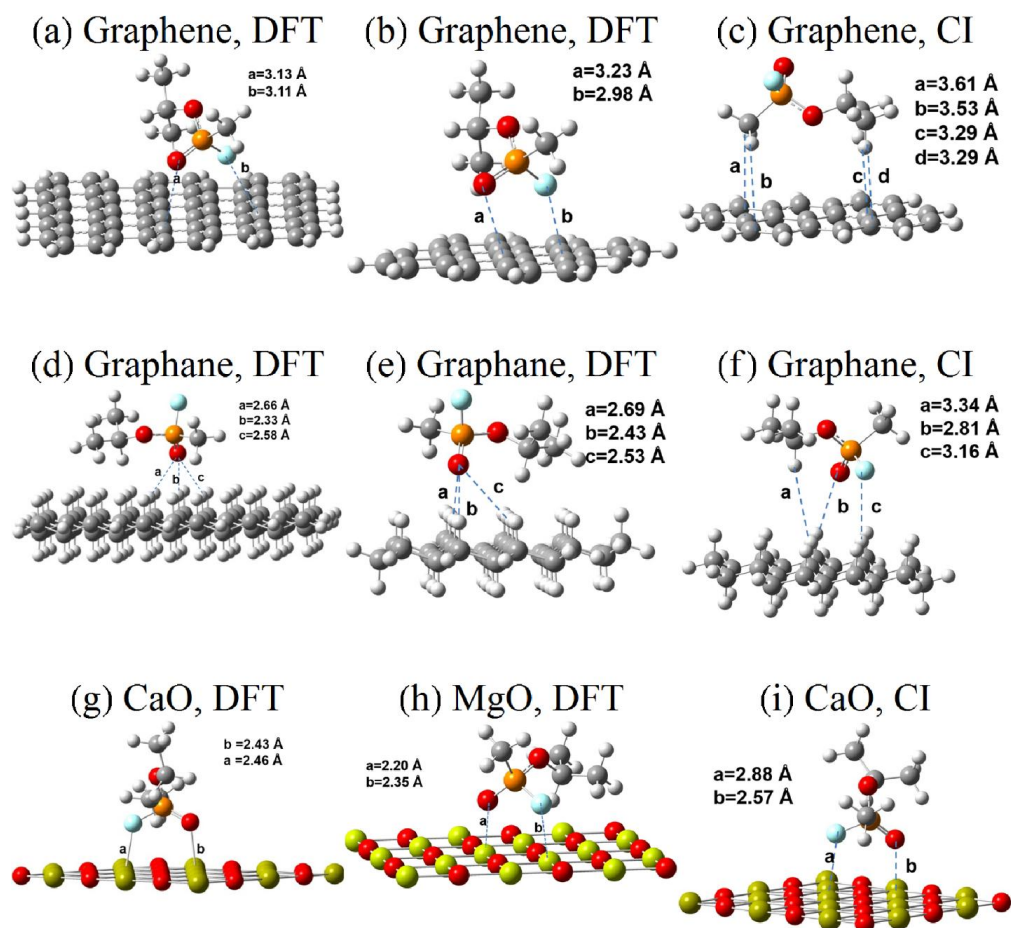 (a) Graphene, DFT
a=3.13 Å
b=3.11 Å
a
b
(b) Graphene, DFT
a=3.23 Å
b=2.98 Å
a
b
(c) Graphene, CI
a=3.61 Å
b=3.53 Å
c=3.29 Å
d=3.29 Å
a
b
c
d
(d) Graphane, DFT
a=2.66 Å
b=2.33 Å
c=2.58 Å
a
b
c
(e) Graphane, DFT
a=2.69 Å
b=2.43 Å
c=2.53 Å
a
b
c
(f) Graphane, CI
a=3.34 Å
b=2.81 Å
c=3.16 Å
a
b
c
(g) CaO, DFT
b =2.43 Å
a =2.46 Å
a
b
(h) MgO, DFT
a=2.20 Å
b=2.35 Å
a
b
(i) CaO, CI
a=2.88 Å
b=2.57 Å
a
b